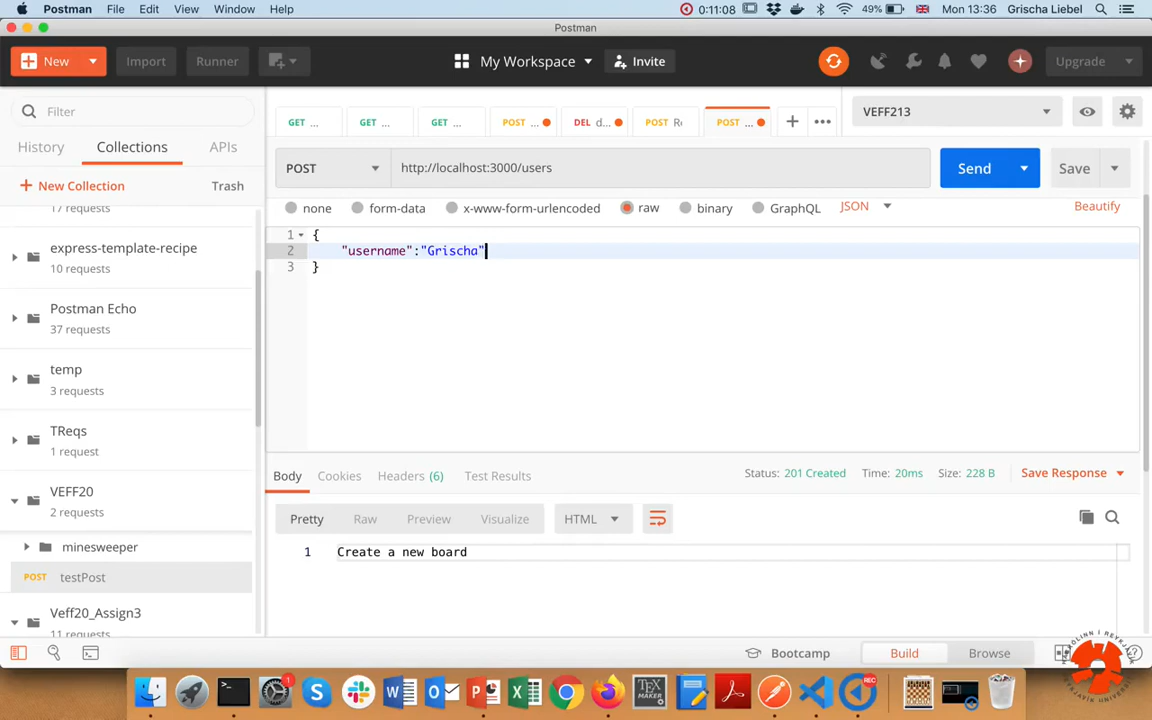 Postman File Edit View Window Help 0:11:08 49% Mon 13:36 Grischa Liebel
Postman
New Import Runner My Workspace Invite Upgrade
Filter
History Collections APIs
New Collection Trash
17 requests
express-template-recipe
10 requests
Postman Echo
37 requests
temp
3 requests
TReqs
1 request
VEFF20
2 requests
minesweeper
POST testPost
Veff20_Assign3
11 requests
GET ... GET ... GET ... POST ... DEL d... POST Re POST ... VEFF213
POST http://localhost:3000/users Send Save
none form-data x-www-form-urlencoded raw binary GraphQL JSON Beautify
1 {
2 "username":"Grischa"
3 }
Body Cookies Headers (6) Test Results Status: 201 Created Time: 20ms Size: 228 B Save Response
Pretty Raw Preview Visualize HTML
1 Create a new board
Bootcamp Build Browse